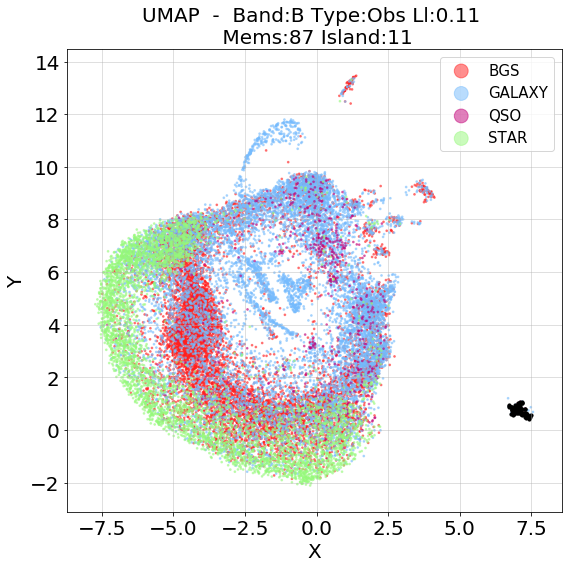 UMAP  -  Band:B Type:Obs Ll:0.11
Mems:87 Island:11
BGS
GALAXY
QSO
STAR
14
12
10
8
6
4
2
0
−2
Y
−7.5 −5.0 −2.5 0.0 2.5 5.0 7.5
X